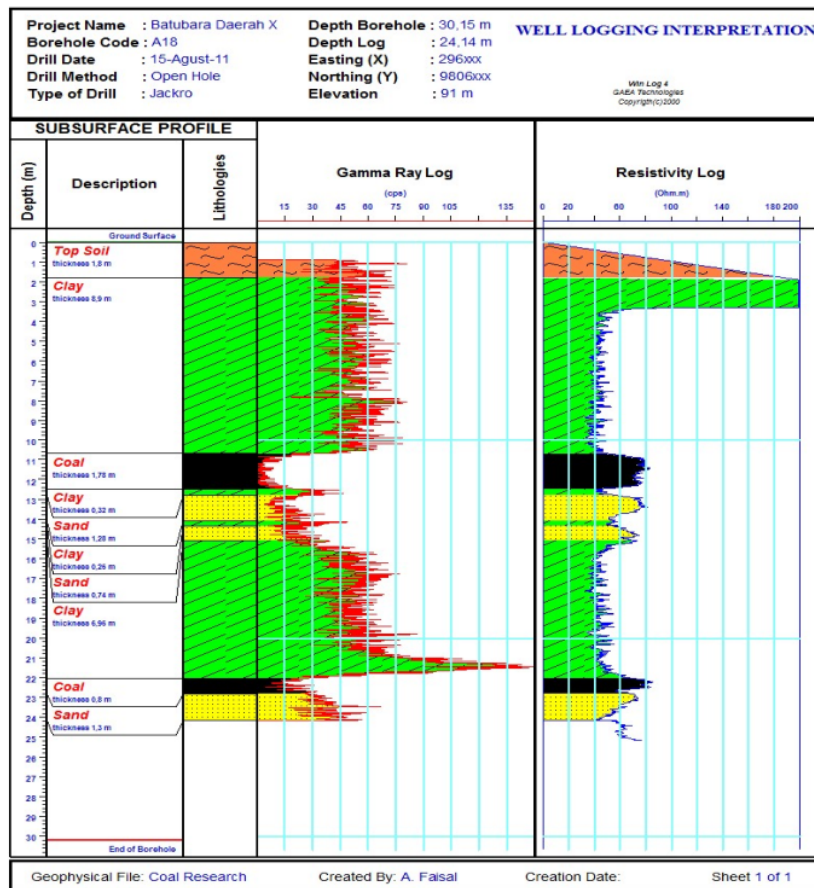 Project Name : Batubara Daerah X
Borehole Code : A18
Drill Date : 15-Agust-11
Drill Method : Open Hole
Type of Drill : Jackro
Depth Borehole : 30,15 m
Depth Log : 24,14 m
Easting (X) : 296xxx
Northing (Y) : 9806xxx
Elevation : 91 m
WELL LOGGING INTERPRETATION
Win Log 4
GAEA Technologies
Copyrigth(c)2000
SUBSURFACE PROFILE
Depth (m)
Description
Lithologies
Gamma Ray Log
(cps)
15 30 45 60 75 90 105 135
Resistivity Log
(Ohm.m)
0 20 60 100 140 180 200
Ground Surface
Top Soil
thickness 1,8 m
Clay
thickness 8,9 m
Coal
thickness 1,78 m
Clay
thickness 0,32 m
Sand
thickness 1,28 m
Clay
thickness 0,26 m
Sand
thickness 0,74 m
Clay
thickness 6,96 m
Coal
thickness 0,8 m
Sand
thickness 1,3 m
End of Borehole
0
1
2
3
4
5
6
7
8
9
10
11
12
13
14
15
16
17
18
19
20
21
22
23
24
25
26
27
28
29
30
Geophysical File: Coal Research
Created By: A. Faisal
Creation Date:
Sheet 1 of 1